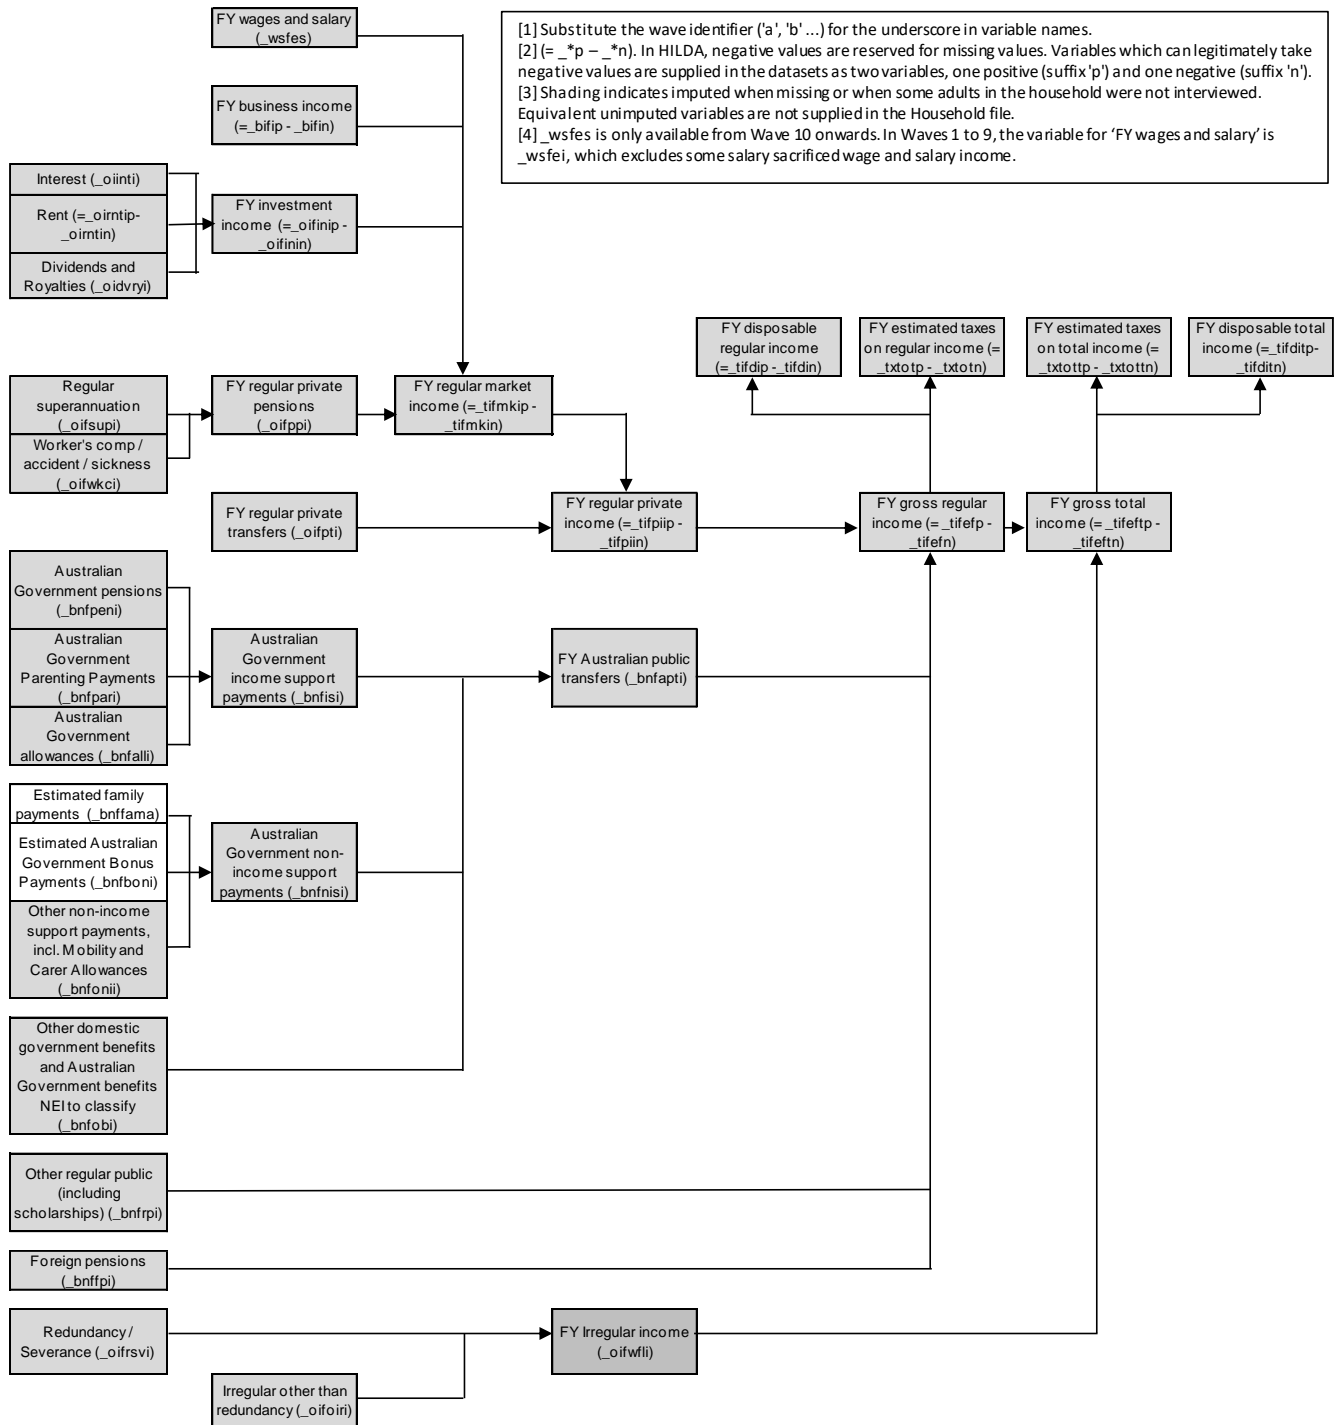 FY wages and salary
(_wsfes)
[1] Substitute the wave identifier ('a', 'b' ...) for the underscore in variable names.
[2] (= _*p – _*n). In HILDA, negative values are reserved for missing values. Variables which can legitimately take
negative values are supplied in the datasets as two variables, one positive (suffix 'p') and one negative (suffix 'n').
[3] Shading indicates imputed when missing or when some adults in the household were not interviewed.
Equivalent unimputed variables are not supplied in the Household file.
[4] _wsfes is only available from Wave 10 onwards. In Waves 1 to 9, the variable for ‘FY wages and salary’ is
_wsfei, which excludes some salary sacrificed wage and salary income.
FY business income
(=_bifip - _bifin)
Interest (_oiinti)
Rent (=_oirntip-
_oirntin)
Dividends and
Royalties (_oidvryi)
FY investment
income (=_oifinip -
_oifinin)
FY disposable
regular income
(=_tifdip - _tifdin)
FY estimated taxes
on regular income (=
_txtotp - _txtotn)
FY estimated taxes
on total income (=
_txtottp - _txtottn)
FY disposable total
income (=_tifditp-
_tifditn)
Regular
superannuation
(_oifsupi)
Worker's comp /
accident / sickness
(_oifwkci)
FY regular private
pensions
(_oifppi)
FY regular market
income (=_tifmkip -
_tifmkin)
FY regular private
transfers (_oifpti)
FY regular private
income (=_tifpiip -
_tifpiin)
FY gross regular
income (= _tifefp -
_tifefn)
FY gross total
income (= _tifeftp -
_tifeftn)
Australian
Government pensions
(_bnfpeni)
Australian
Government
Parenting Payments
(_bnfpari)
Australian
Government
allowances (_bnfalli)
Australian
Government
income support
payments (_bnfisi)
FY Australian public
transfers (_bnfapti)
Estimated family
payments (_bnffama)
Estimated Australian
Government Bonus
Payments (_bnfboni)
Other non-income
support payments,
incl. Mobility and
Carer Allowances
(_bnfonii)
Australian
Government non-
income support
payments (_bnfnisi)
Other domestic
government benefits
and Australian
Government benefits
NEI to classify
(_bnfobi)
Other regular public
(including
scholarships) (_bnfrpi)
Foreign pensions
(_bnffpi)
Redundancy /
Severance (_oifrsvi)
FY Irregular income
(_oifwfli)
Irregular other than
redundancy (_oifoiri)